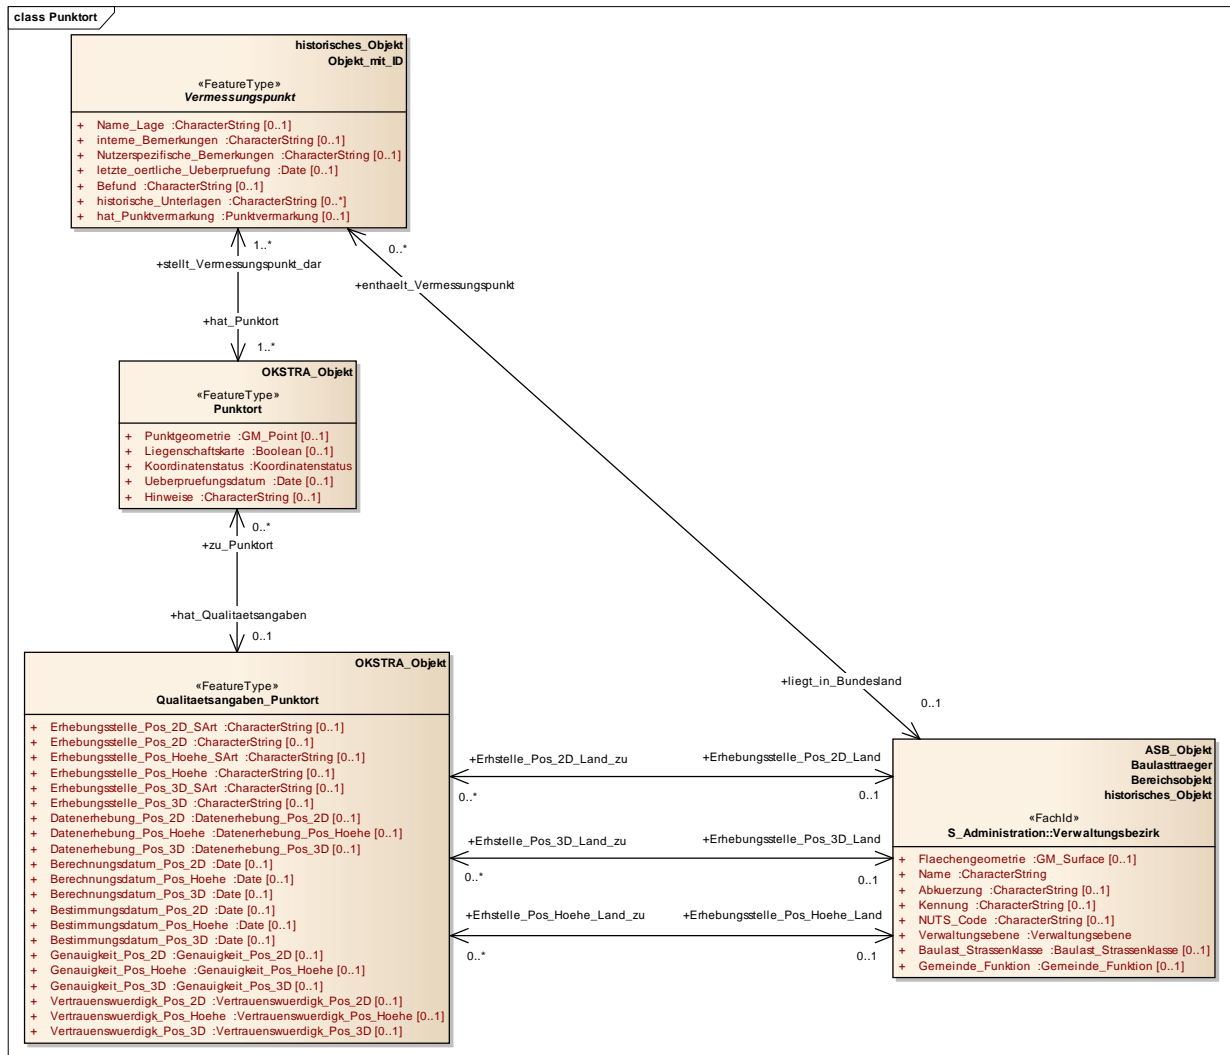 class Punktort
historisches_Objekt
Objekt_mit_ID
«FeatureType»
Vermessungspunkt
+ Name_Lage :CharacterString [0..1]
+ interne_Bemerkungen :CharacterString [0..1]
+ Nutzerspezifische_Bemerkungen :CharacterString [0..1]
+ letzte_oertliche_Ueberpruefung :Date [0..1]
+ Befund :CharacterString [0..1]
+ historische_Unterlagen :CharacterString [0..*]
+ hat_Punktvermarkung :Punktvermarkung [0..1]
1..*
+stellt_Vermessungspunkt_dar
0..*
+enthaelt_Vermessungspunkt
+hat_Punktort
1..*
OKSTRA_Objekt
«FeatureType»
Punktort
+ Punktgeometrie :GM_Point [0..1]
+ Liegenschaftskarte :Boolean [0..1]
+ Koordinatenstatus :Koordinatenstatus
+ Ueberpruefungsdatum :Date [0..1]
+ Hinweise :CharacterString [0..1]
0..*
+zu_Punktort
+hat_Qualitaetsangaben
0..1
OKSTRA_Objekt
«FeatureType»
Qualitaetsangaben_Punktort
+ Erhebungsstelle_Pos_2D_SArt :CharacterString [0..1]
+ Erhebungsstelle_Pos_2D :CharacterString [0..1]
+ Erhebungsstelle_Pos_Hoehe_SArt :CharacterString [0..1]
+ Erhebungsstelle_Pos_Hoehe :CharacterString [0..1]
+ Erhebungsstelle_Pos_3D_SArt :CharacterString [0..1]
+ Erhebungsstelle_Pos_3D :CharacterString [0..1]
+ Datenerhebung_Pos_2D :Datenerhebung_Pos_2D [0..1]
+ Datenerhebung_Pos_Hoehe :Datenerhebung_Pos_Hoehe [0..1]
+ Datenerhebung_Pos_3D :Datenerhebung_Pos_3D [0..1]
+ Berechnungsdatum_Pos_2D :Date [0..1]
+ Berechnungsdatum_Pos_Hoehe :Date [0..1]
+ Berechnungsdatum_Pos_3D :Date [0..1]
+ Bestimmungsdatum_Pos_2D :Date [0..1]
+ Bestimmungsdatum_Pos_Hoehe :Date [0..1]
+ Bestimmungsdatum_Pos_3D :Date [0..1]
+ Genauigkeit_Pos_2D :Genauigkeit_Pos_2D [0..1]
+ Genauigkeit_Pos_Hoehe :Genauigkeit_Pos_Hoehe [0..1]
+ Genauigkeit_Pos_3D :Genauigkeit_Pos_3D [0..1]
+ Vertrauenswuerdigk_Pos_2D :Vertrauenswuerdigk_Pos_2D [0..1]
+ Vertrauenswuerdigk_Pos_Hoehe :Vertrauenswuerdigk_Pos_Hoehe [0..1]
+ Vertrauenswuerdigk_Pos_3D :Vertrauenswuerdigk_Pos_3D [0..1]
+liegt_in_Bundesland
0..1
+Erhstelle_Pos_2D_Land_zu
+Erhebungsstelle_Pos_2D_Land
0..*
0..1
+Erhstelle_Pos_3D_Land_zu
+Erhebungsstelle_Pos_3D_Land
0..*
0..1
+Erhstelle_Pos_Hoehe_Land_zu
+Erhebungsstelle_Pos_Hoehe_Land
0..*
0..1
ASB_Objekt
Baulasttraeger
Bereichsobjekt
historisches_Objekt
«FachId»
S_Administration::Verwaltungsbezirk
+ Flaechengeometrie :GM_Surface [0..1]
+ Name :CharacterString
+ Abkuerzung :CharacterString [0..1]
+ Kennung :CharacterString [0..1]
+ NUTS_Code :CharacterString [0..1]
+ Verwaltungsebene :Verwaltungsebene
+ Baulast_Strassenklasse :Baulast_Strassenklasse [0..1]
+ Gemeinde_Funktion :Gemeinde_Funktion [0..1]